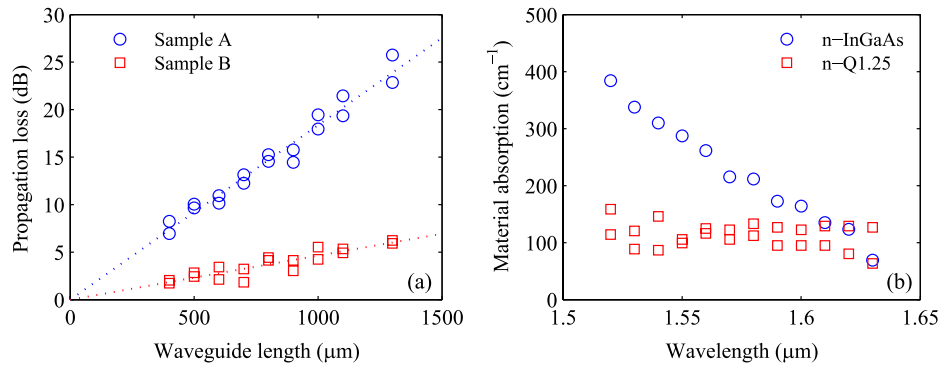 30
25
20
15
10
5
0
Propagation loss (dB)
Sample A
Sample B
(a)
0
500
1000
1500
Waveguide length (μm)
500
400
300
200
100
0
Material absorption (cm⁻¹)
n−InGaAs
n−Q1.25
(b)
1.5
1.55
1.6
1.65
Wavelength (μm)